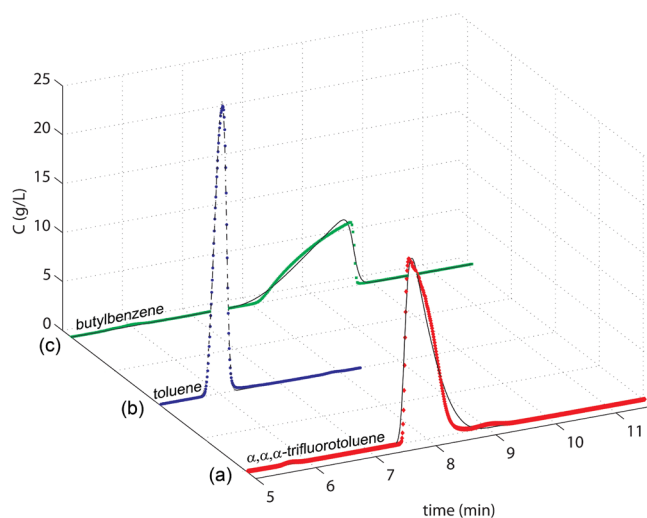 25
20
15
10
5
0
C (g/L)
butylbenzene
(c)
toluene
(b)
α,α,α-trifluorotoluene
(a)
5
6
7
8
9
10
11
time (min)